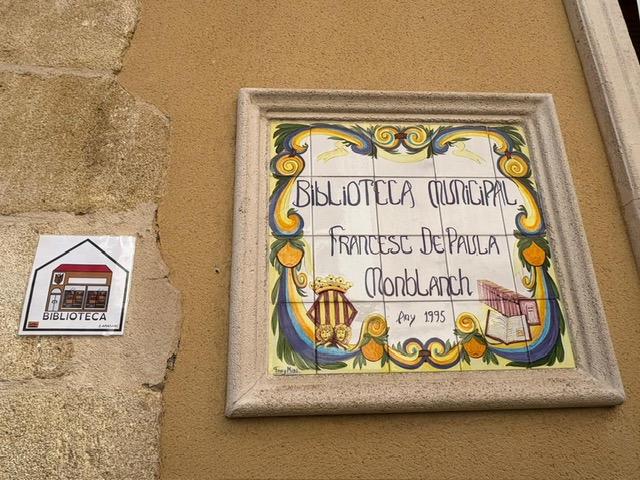 BIBLIOTECA MUNICIPAL
FRANCESC DE PAULA
MONBLANCH
Any 1995
BIBLIOTECA